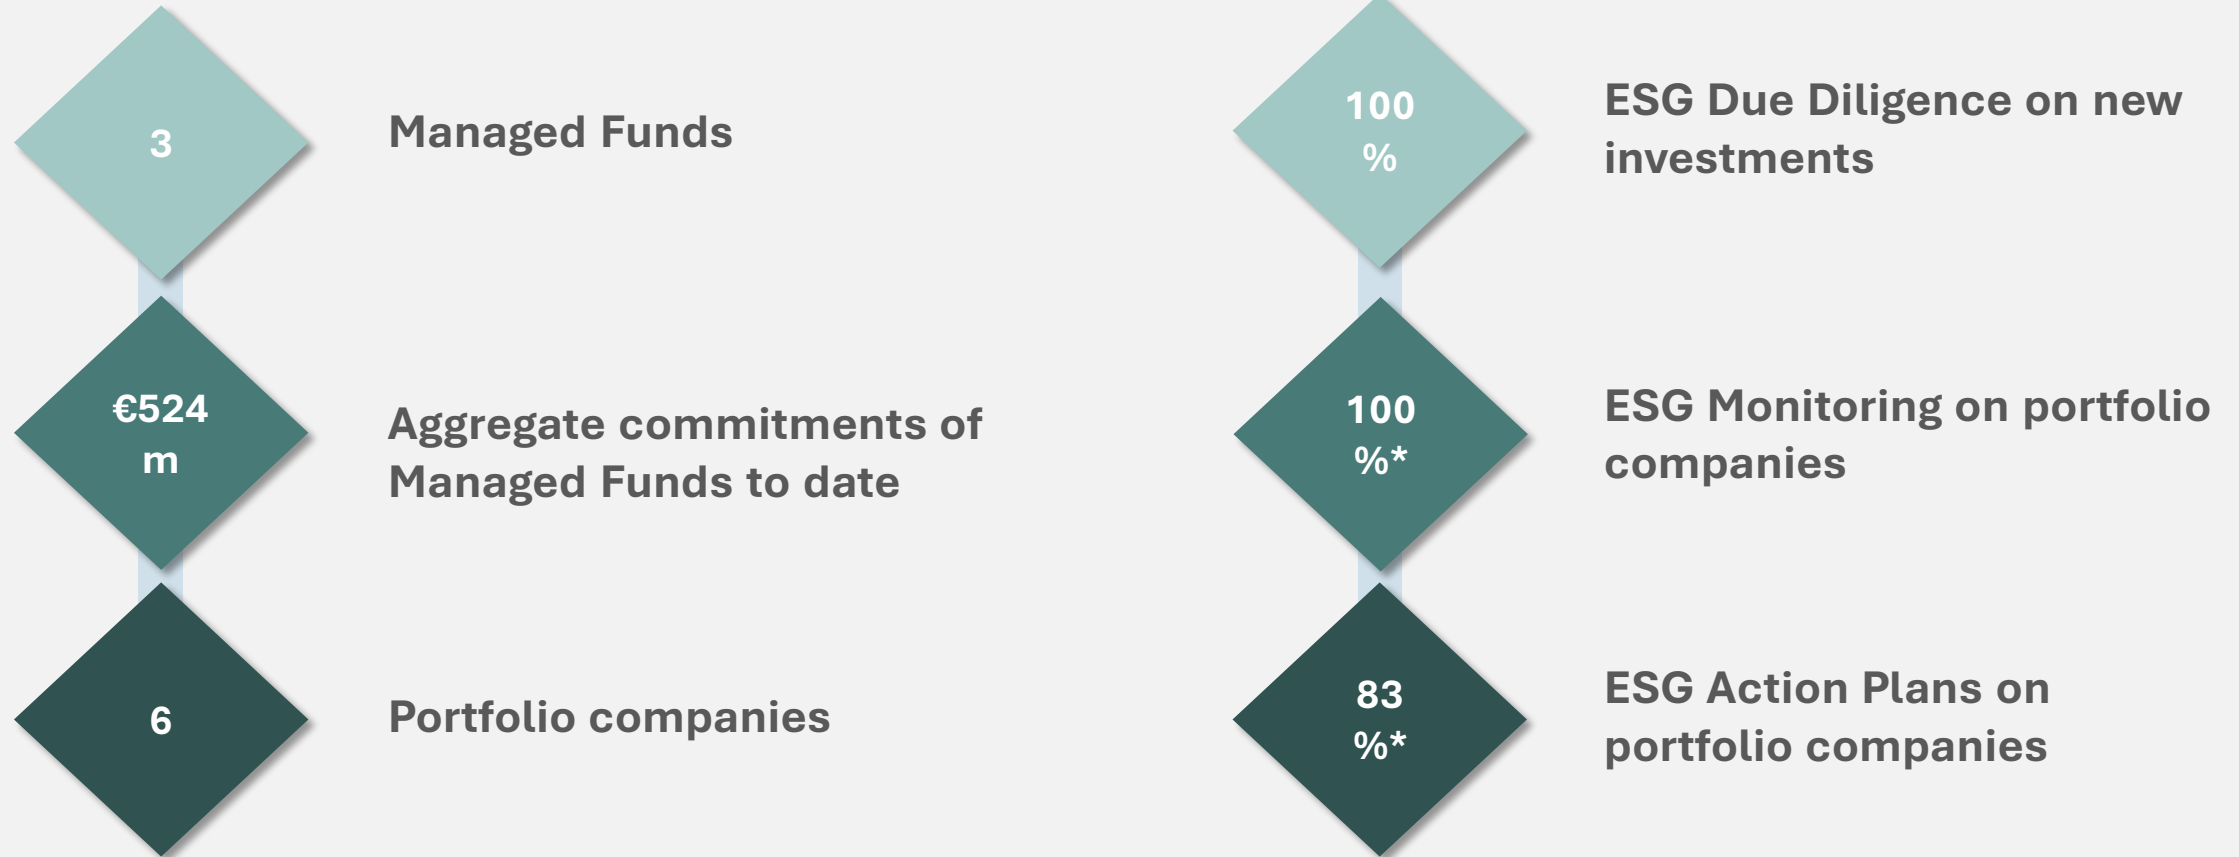 3
Managed Funds
€524
m
Aggregate commitments of
Managed Funds to date
6
Portfolio companies
100
%
ESG Due Diligence on new
investments
100
%*
ESG Monitoring on portfolio
companies
83
%*
ESG Action Plans on
portfolio companies